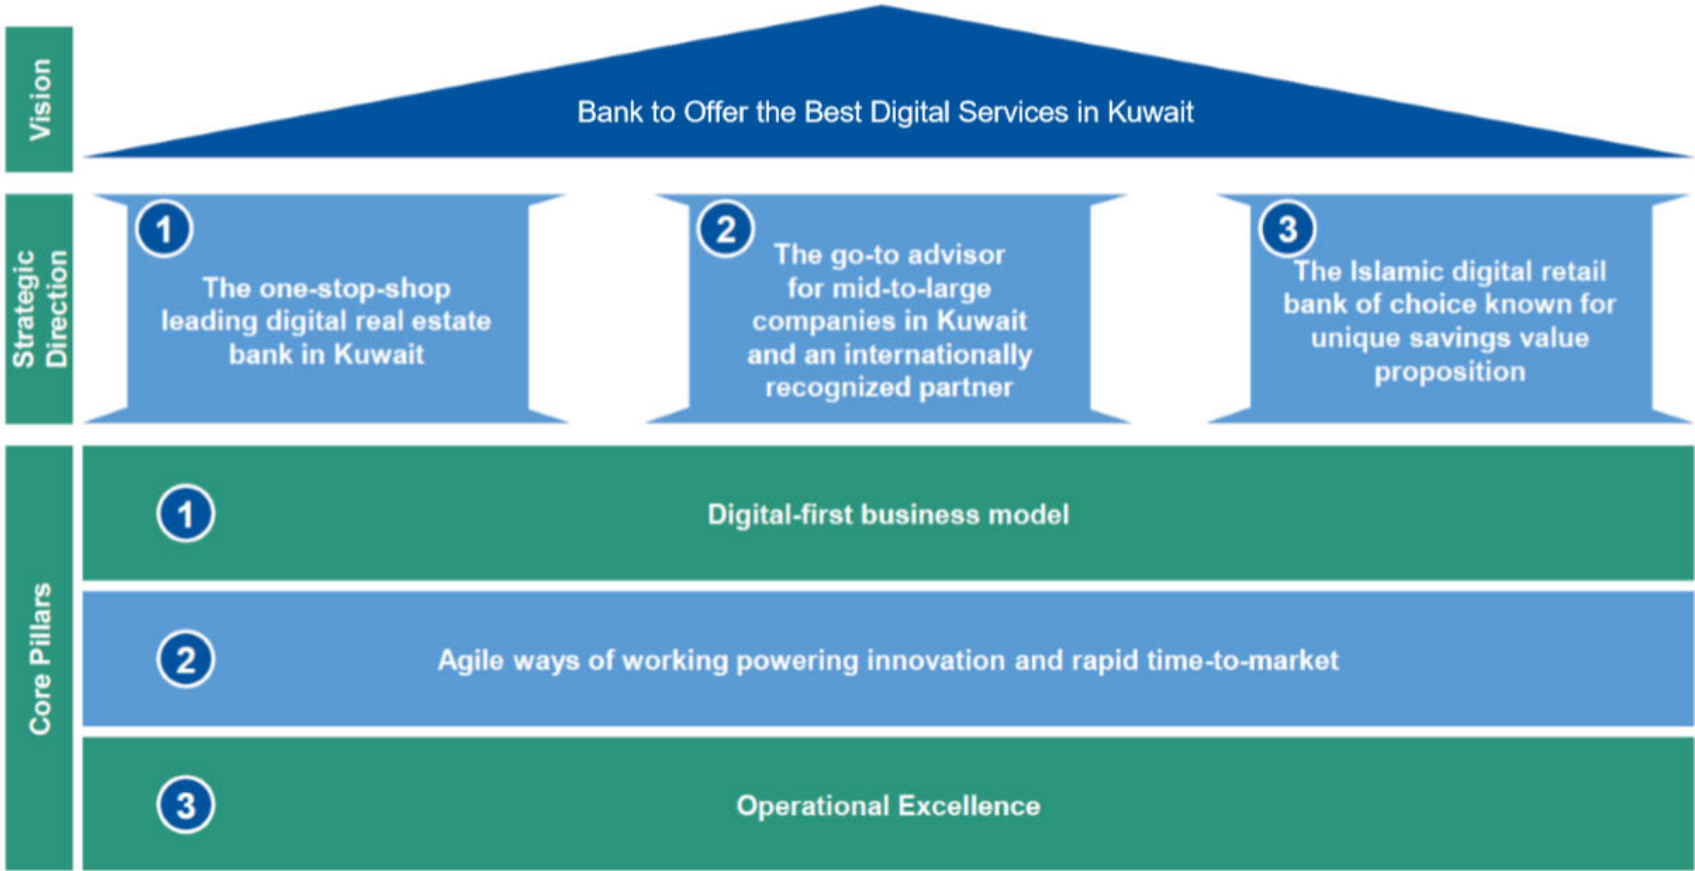 Vision
Bank to Offer the Best Digital Services in Kuwait
Strategic
Direction
1
The one-stop-shop
leading digital real estate
bank in Kuwait
2
The go-to advisor
for mid-to-large
companies in Kuwait
and an internationally
recognized partner
3
The Islamic digital retail
bank of choice known for
unique savings value
proposition
Core Pillars
1
Digital-first business model
2
Agile ways of working powering innovation and rapid time-to-market
3
Operational Excellence